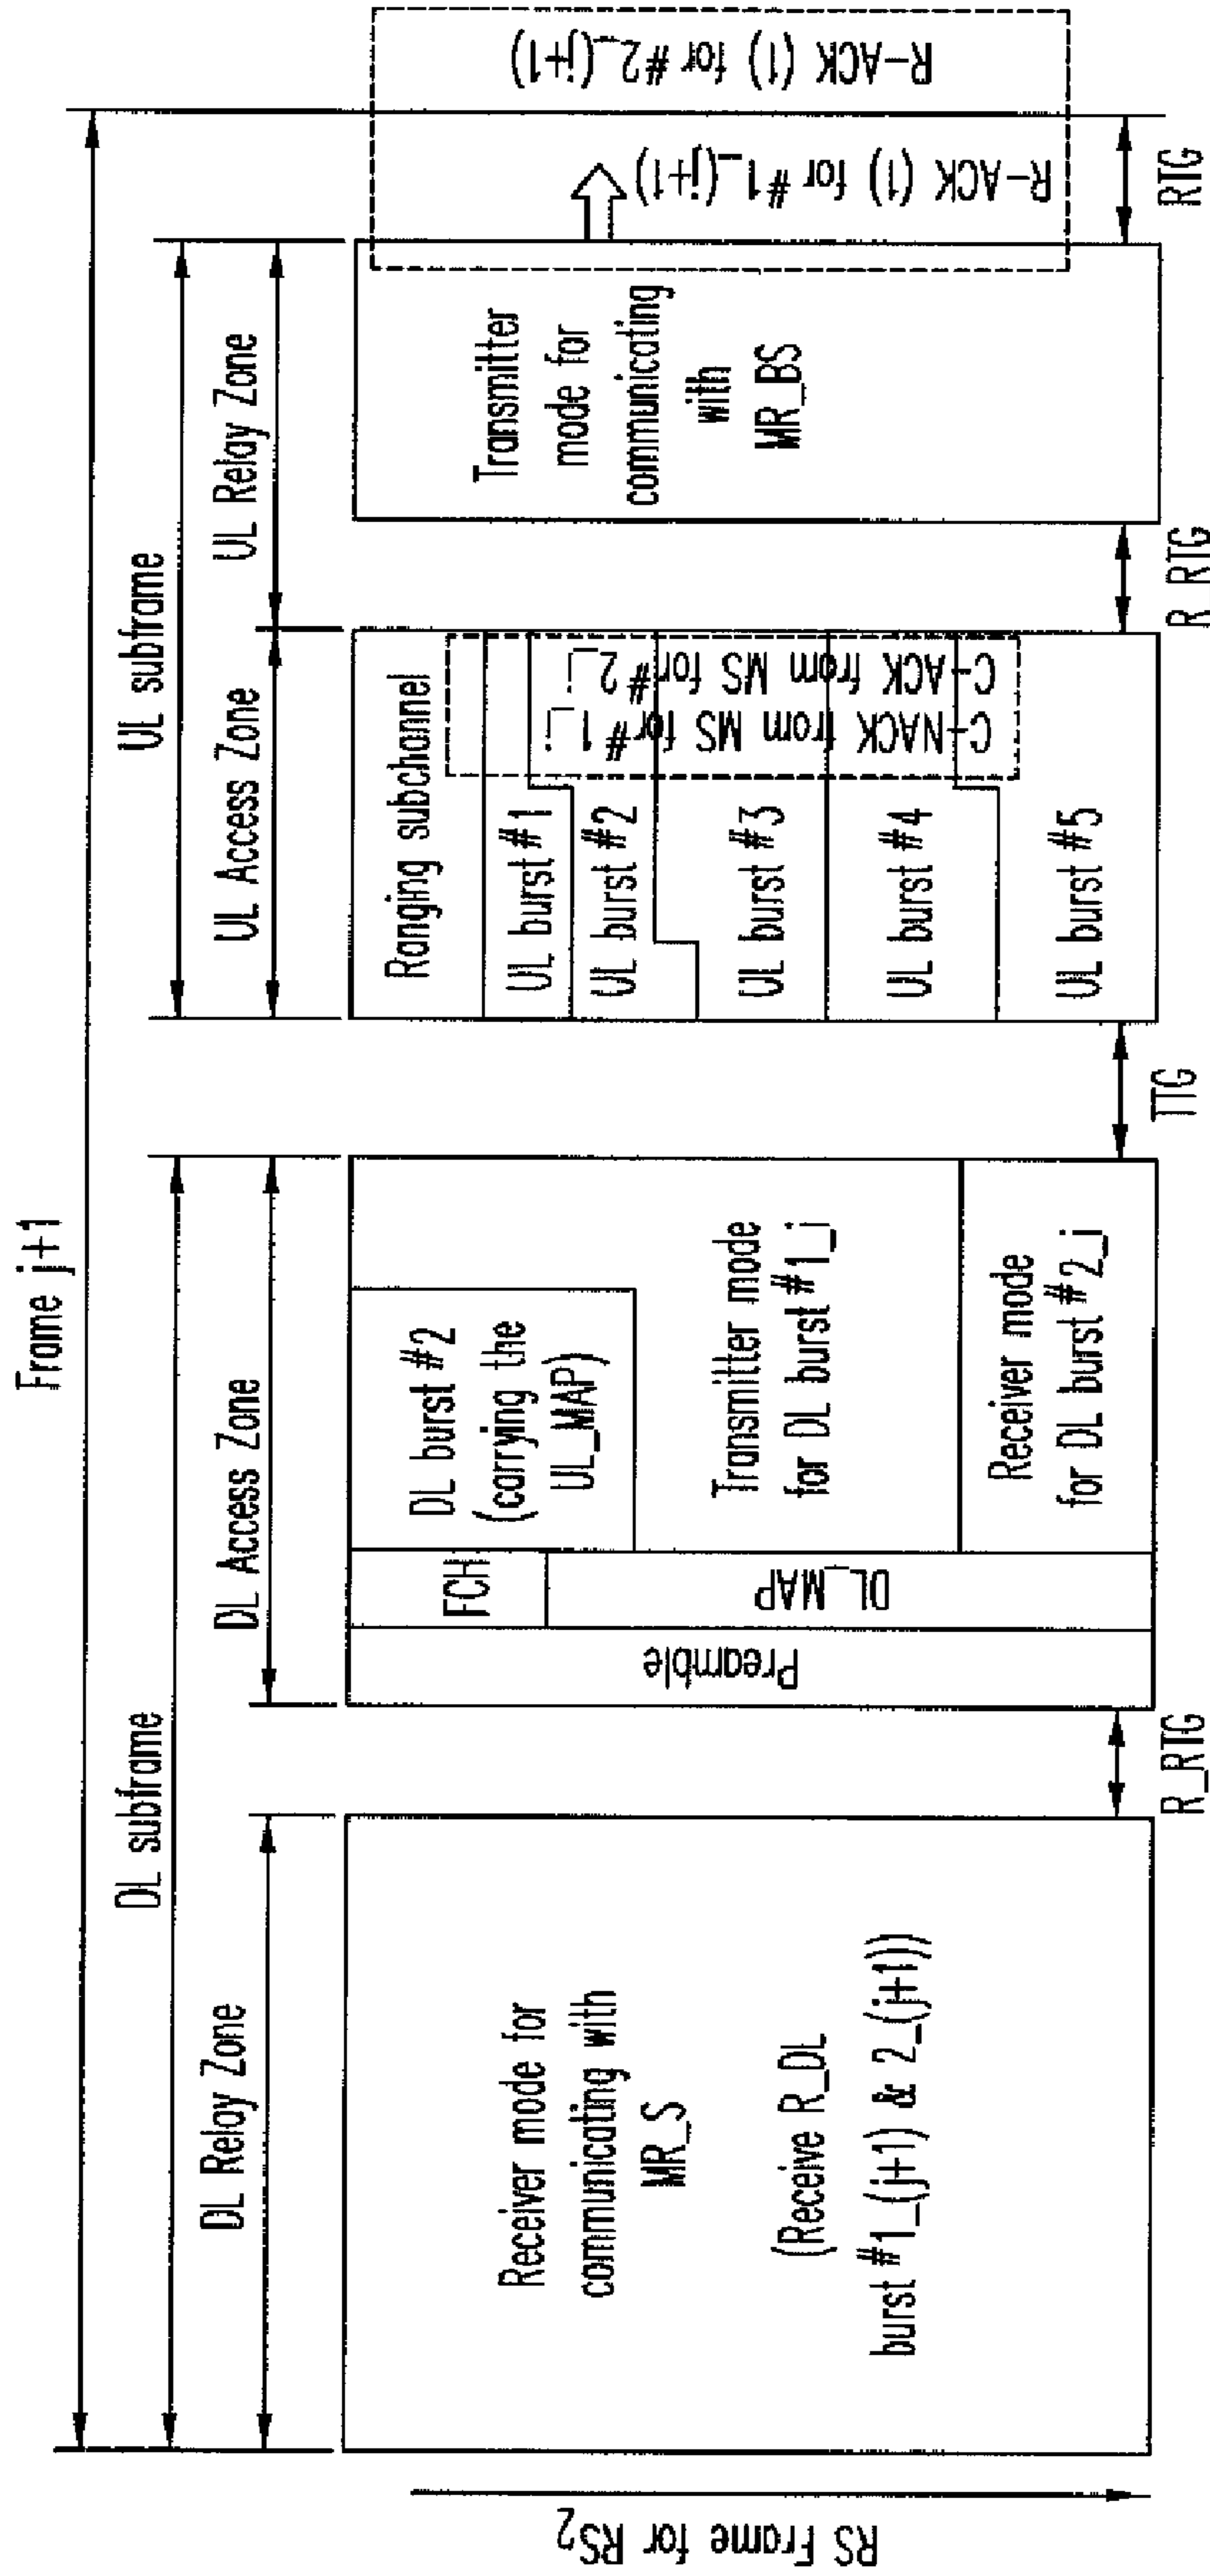 Frame j+1
DL subframe
UL subframe
DL Relay Zone
DL Access Zone
UL Access Zone
UL Relay Zone
RS Frame for RS2
Receiver mode for
communicating with
MR_S
(Receive R_DL
burst #1_(j+1) & 2_(j+1))
R_RTG
Preamble
FCH
DL_MAP
DL burst #2
(carrying the
UL_MAP)
Transmitter mode
for DL burst #1_j
Receiver mode
for DL burst #2_j
TTG
Ranging subchannel
UL burst #1
UL burst #2
UL burst #3
UL burst #4
UL burst #5
C-NACK from MS for #1_j
C-ACK from MS for #2_j
R_RTG
Transmitter
mode for
communicating
with
MR_BS
R-ACK (1) for #1_(j+1)
R-ACK (1) for #2_(j+1)
RTG